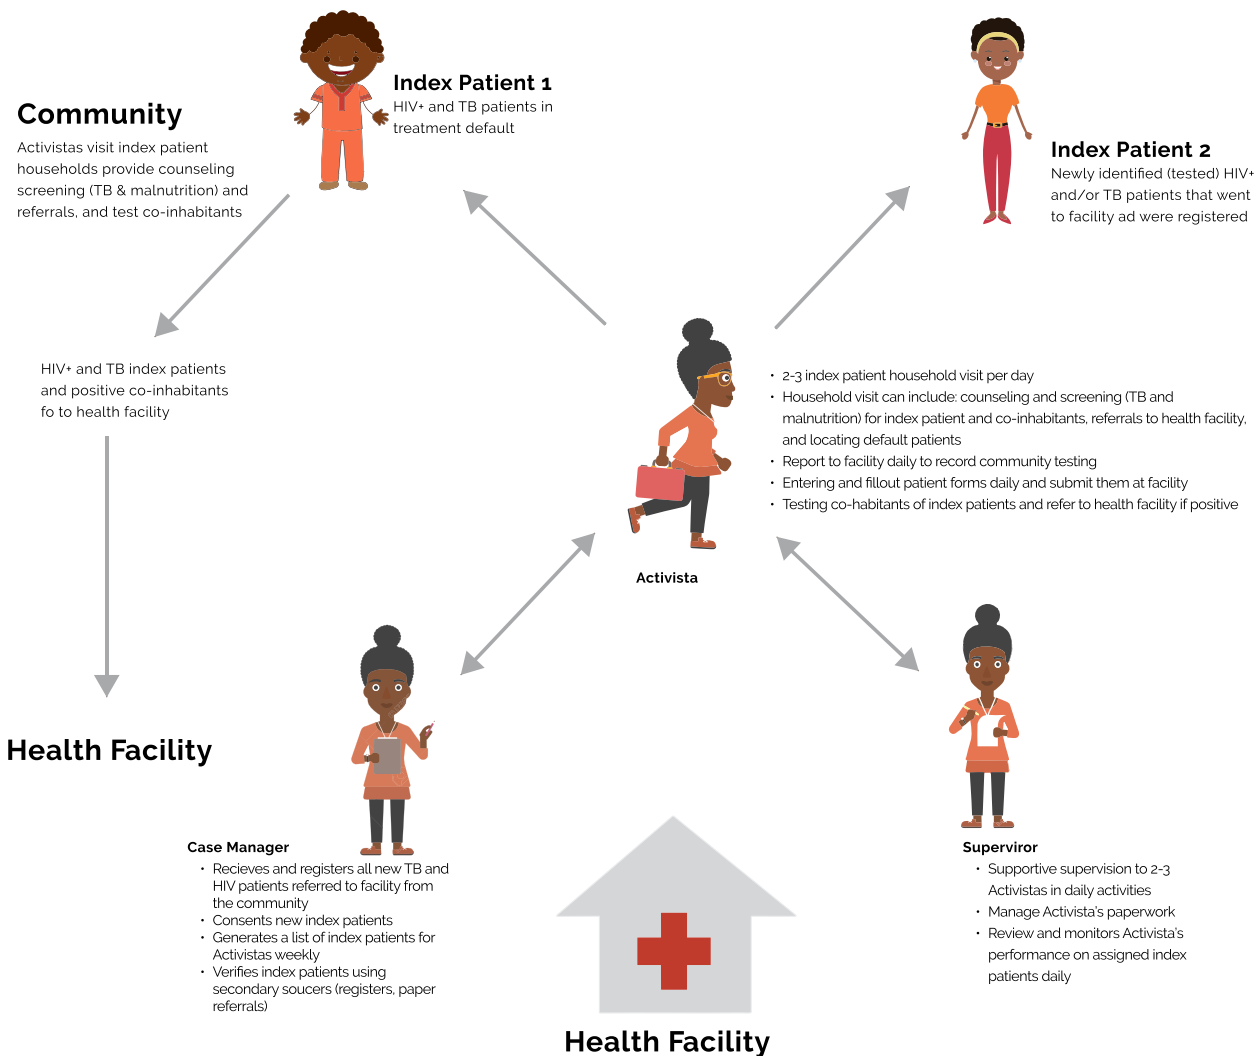 Community
Activistas visit index patient
households provide counseling
screening (TB & malnutrition) and
referrals, and test co-inhabitants
Index Patient 1
HIV+ and TB patients in
treatment default
Index Patient 2
Newly identified (tested) HIV+
and/or TB patients that went
to facility ad were registered
HIV+ and TB index patients
and positive co-inhabitants
fo to health facility
• 2-3 index patient household visit per day
• Household visit can include: counseling and screening (TB and
malnutrition) for index patient and co-inhabitants, referrals to health facility,
and locating default patients
• Report to facility daily to record community testing
• Entering and fillout patient forms daily and submit them at facility
• Testing co-habitants of index patients and refer to health facility if positive
Activista
Health Facility
Case Manager
• Recieves and registers all new TB and
HIV patients referred to facility from
the community
• Consents new index patients
• Generates a list of index patients for
Activistas weekly
• Verifies index patients using
secondary soucers (registers, paper
referrals)
Superviror
• Supportive supervision to 2-3
Activistas in daily activities
• Manage Activista's paperwork
• Review and monitors Activista's
performance on assigned index
patients daily
Health Facility